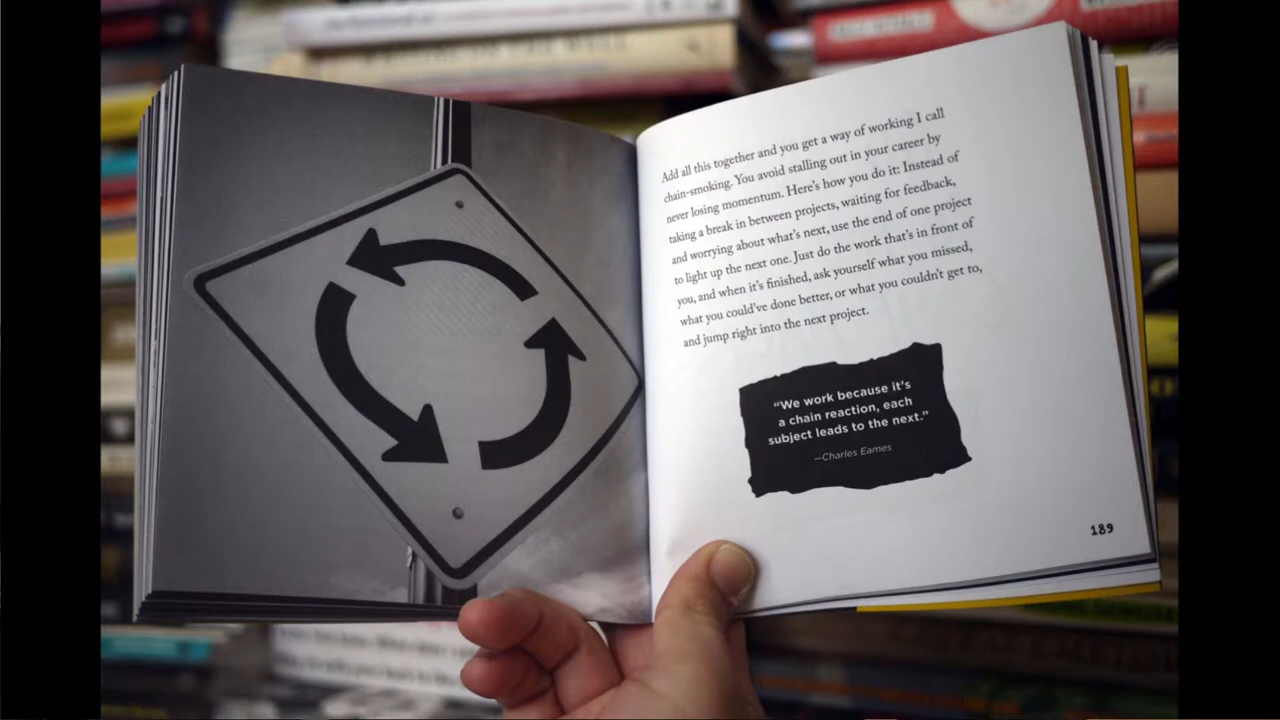 Add all this together and you get a way of working I call
chain-smoking. You avoid stalling out in your career by
never losing momentum. Here's how you do it: Instead of
taking a break in between projects, waiting for feedback,
and worrying about what's next, use the end of one project
to light up the next one. Just do the work that's in front of
you, and when it's finished, ask yourself what you missed,
what you could've done better, or what you couldn't get to,
and jump right into the next project.
“We work because it's
a chain reaction, each
subject leads to the next.”
—Charles Eames
189